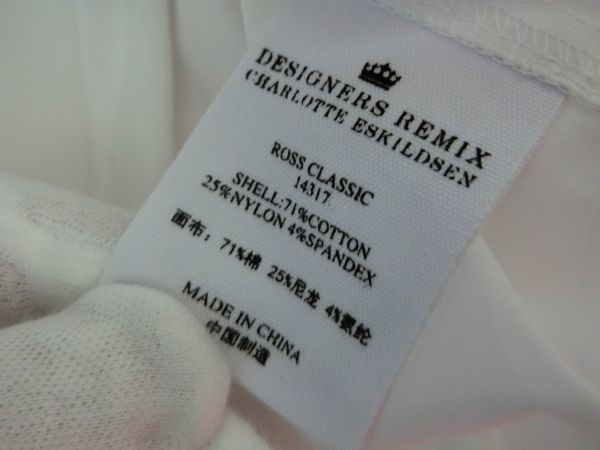 DESIGNERS REMIX
CHARLOTTE ESKILDSEN
ROSS CLASSIC
14317
SHELL:71%COTTON
25%NYLON 4%SPANDEX
面布：71%棉 25%尼龙 4%氨纶
MADE IN CHINA
中国制造